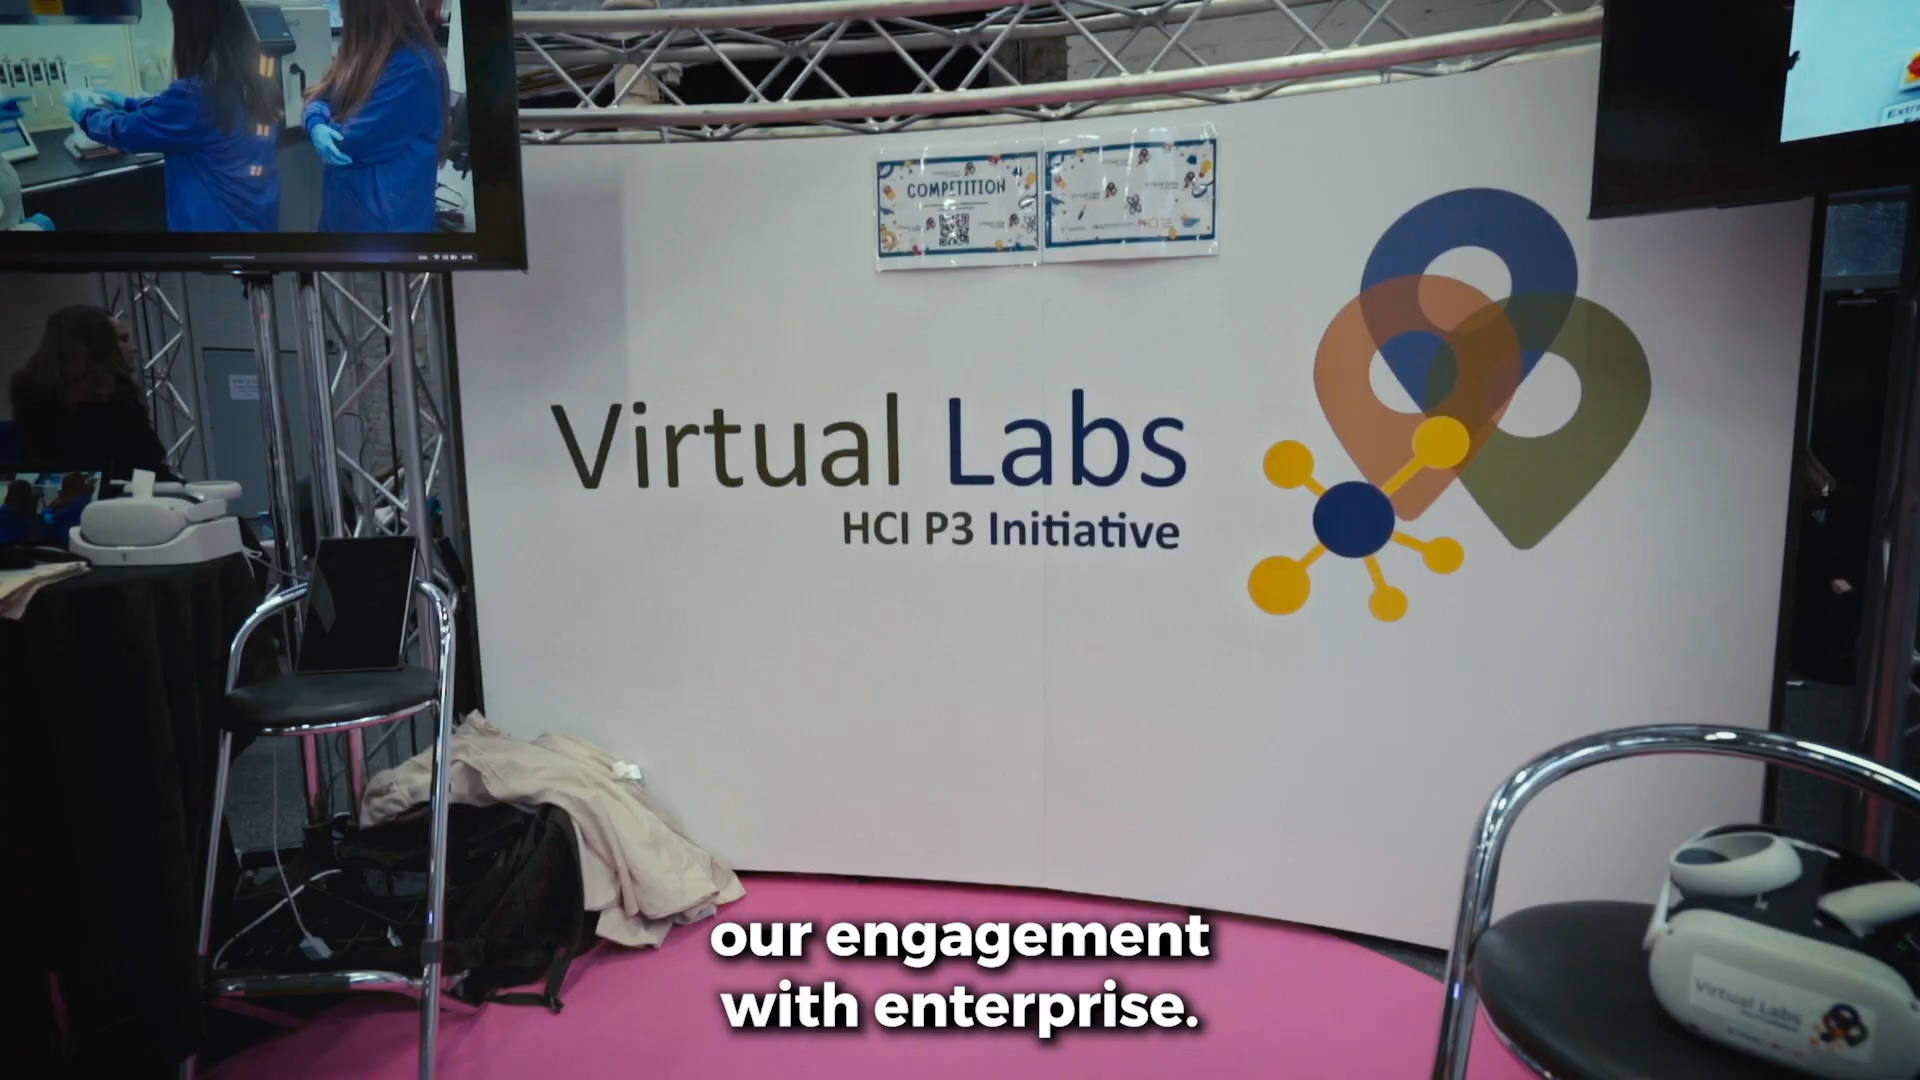 COMPETITION
Virtual Labs
HCI P3 Initiative
our engagement
with enterprise.
Virtual Labs